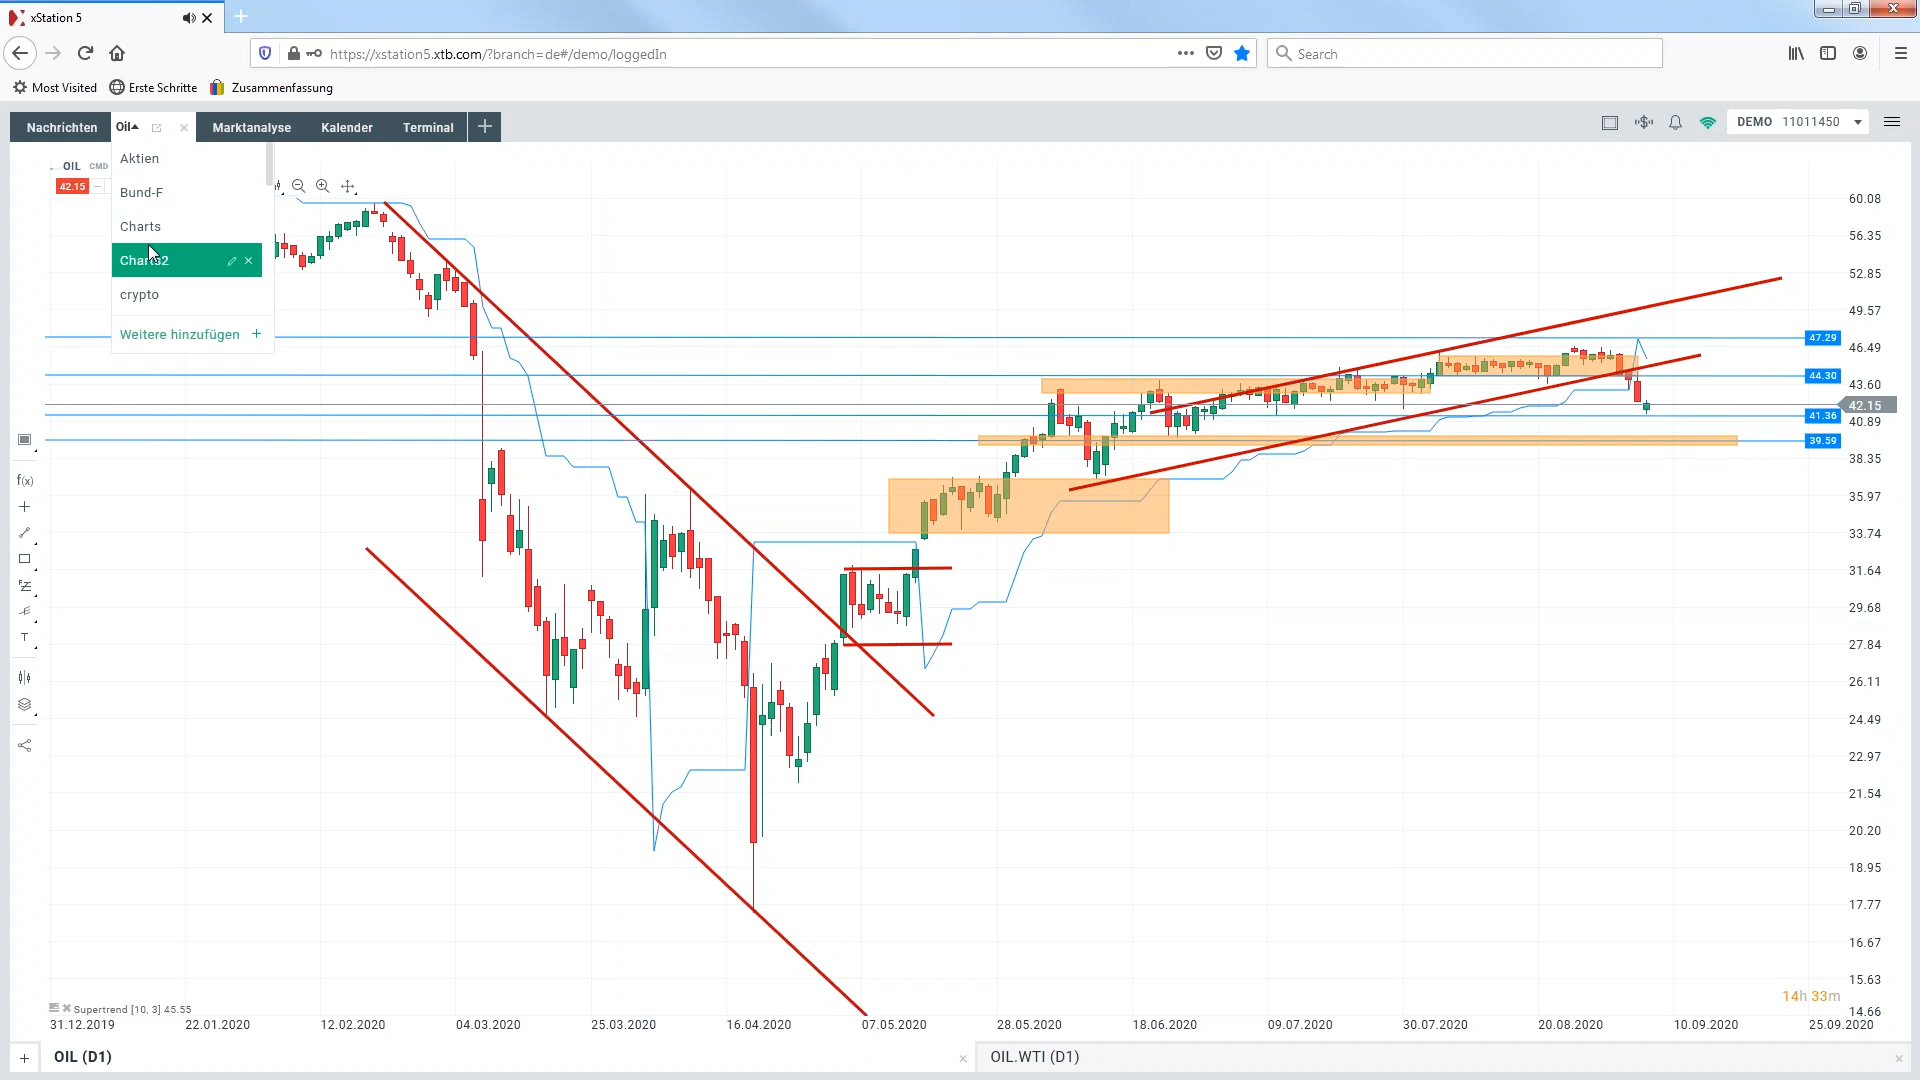 xStation 5
https://xstation5.xtb.com/?branch=de#/demo/loggedIn
Search
Most Visited
Erste Schritte
Zusammenfassung
Nachrichten
Oil
Marktanalyse
Kalender
Terminal
DEMO 11011450
Aktien
Bund-F
Charts
Charts2
crypto
Weitere hinzufügen +
OIL CMD
42.15
60.08
56.35
52.85
49.57
47.29
46.49
44.30
43.60
42.15
41.36
40.89
39.59
38.35
35.97
33.74
31.64
29.68
27.84
26.11
24.49
22.97
21.54
20.20
18.95
17.77
16.67
15.63
14.66
f(x)
T
14h 33m
Supertrend [10, 3] 45.55
31.12.2019
22.01.2020
12.02.2020
04.03.2020
25.03.2020
16.04.2020
07.05.2020
28.05.2020
18.06.2020
09.07.2020
30.07.2020
20.08.2020
10.09.2020
25.09.2020
OIL (D1)
OIL.WTI (D1)